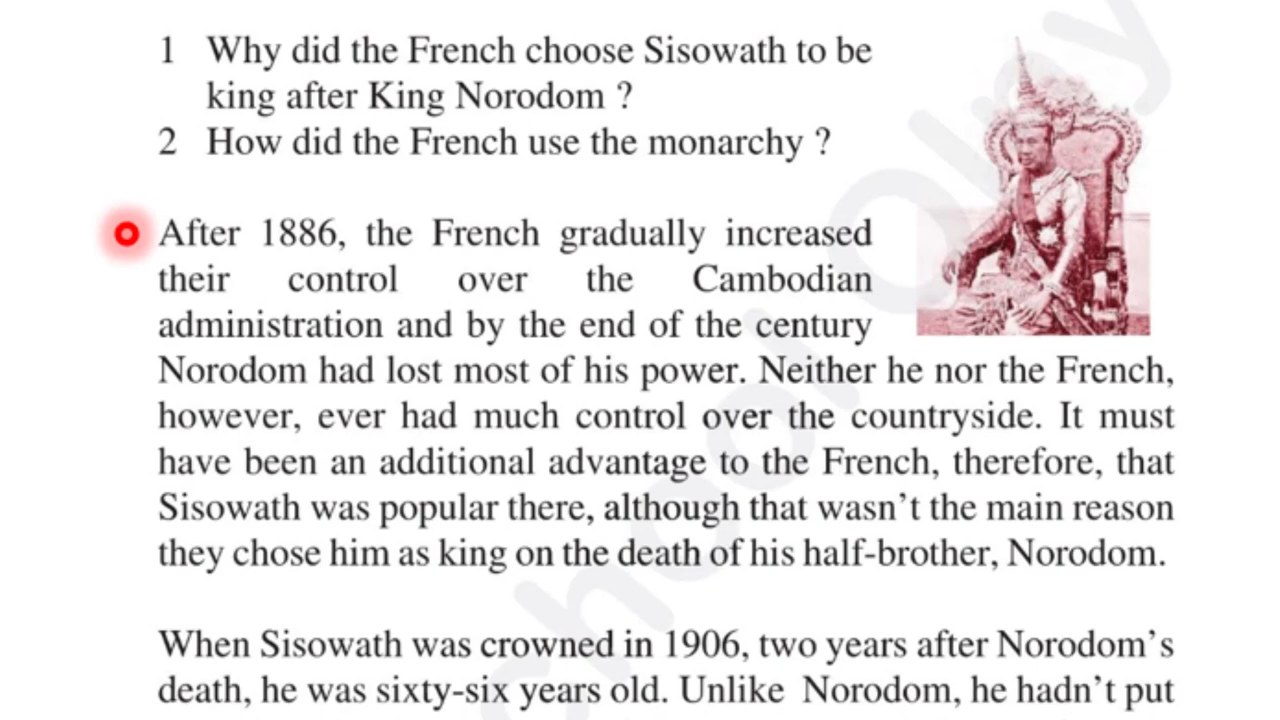 1 Why did the French choose Sisowath to be
king after King Norodom ?
2 How did the French use the monarchy ?
After 1886, the French gradually increased
their control over the Cambodian
administration and by the end of the century
Norodom had lost most of his power. Neither he nor the French,
however, ever had much control over the countryside. It must
have been an additional advantage to the French, therefore, that
Sisowath was popular there, although that wasn't the main reason
they chose him as king on the death of his half-brother, Norodom.
When Sisowath was crowned in 1906, two years after Norodom's
death, he was sixty-six years old. Unlike Norodom, he hadn't put